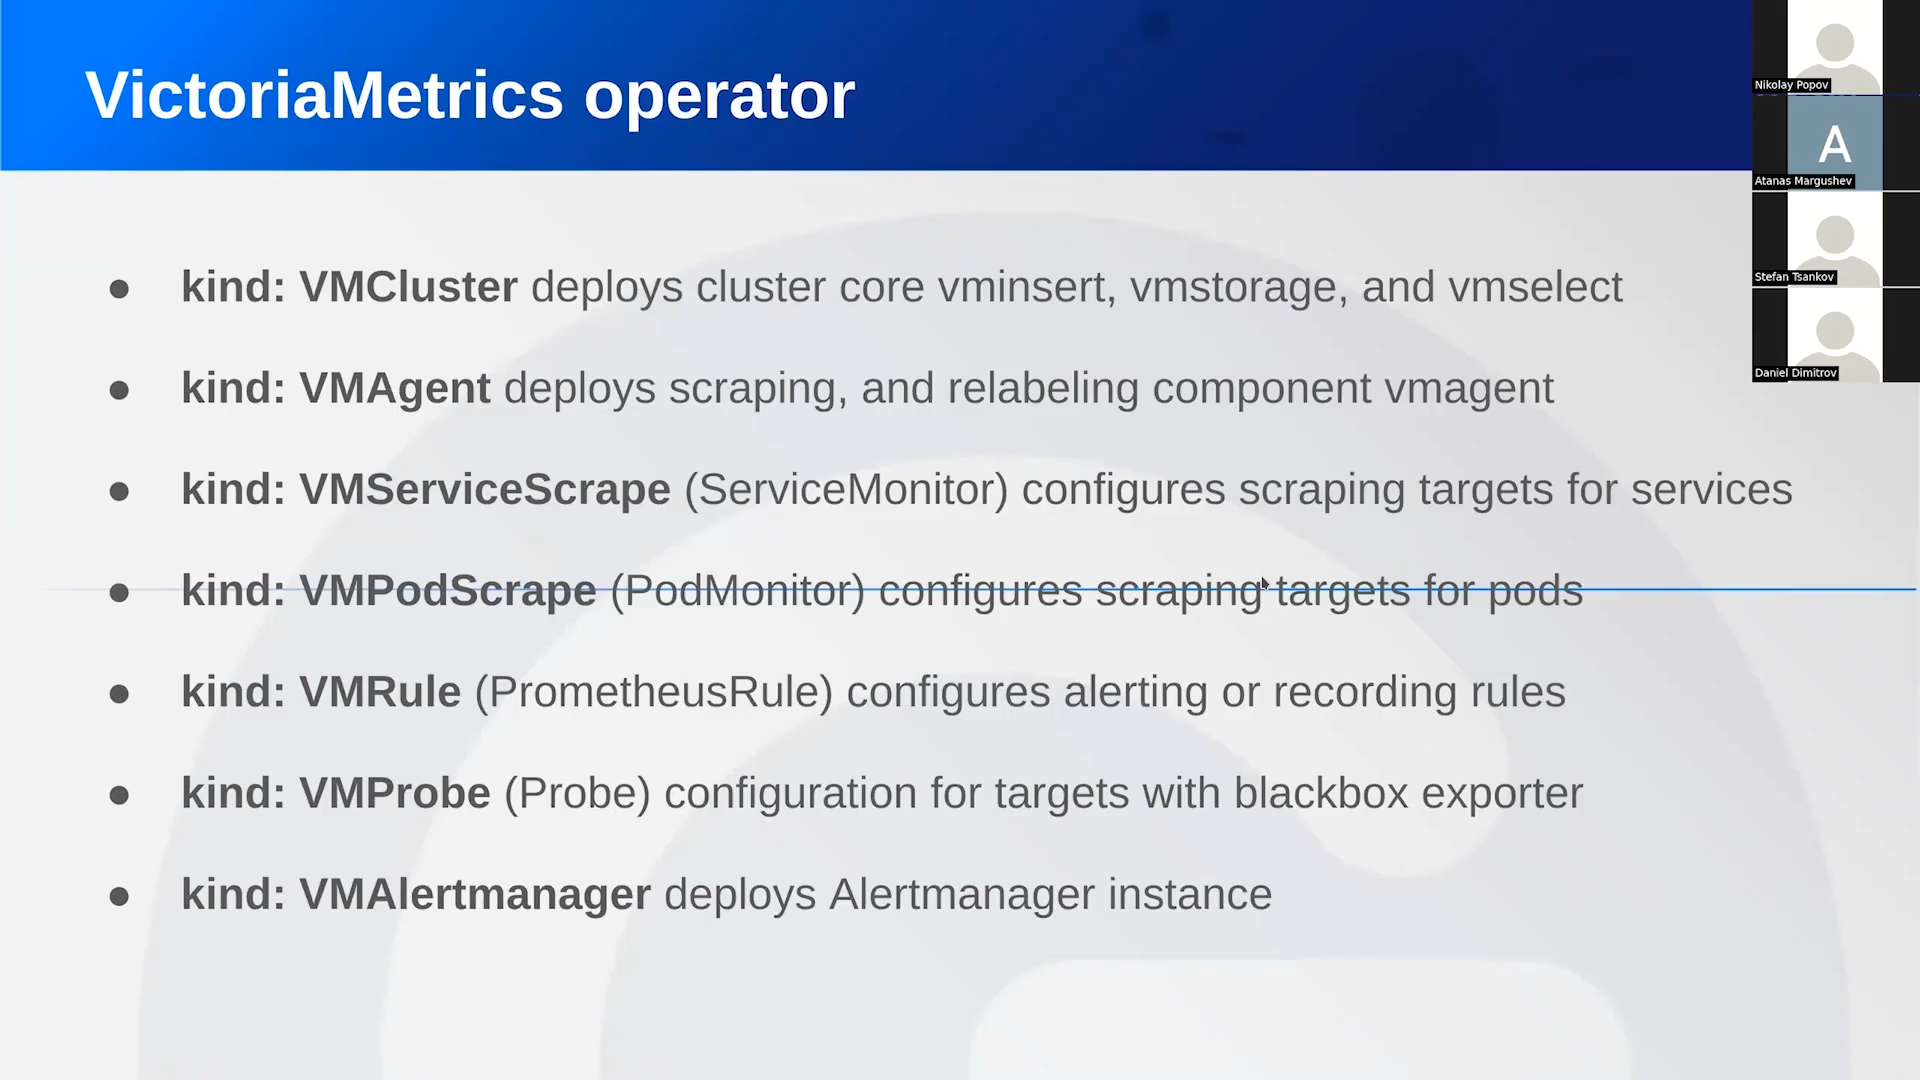 VictoriaMetrics operator
● kind: VMCluster deploys cluster core vminsert, vmstorage, and vmselect
● kind: VMAgent deploys scraping, and relabeling component vmagent
● kind: VMServiceScrape (ServiceMonitor) configures scraping targets for services
● kind: VMPodScrape (PodMonitor) configures scraping targets for pods
● kind: VMRule (PrometheusRule) configures alerting or recording rules
● kind: VMProbe (Probe) configuration for targets with blackbox exporter
● kind: VMAlertmanager deploys Alertmanager instance
Nikolay Popov
A
Atanas Margushev
Stefan Tsankov
Daniel Dimitrov